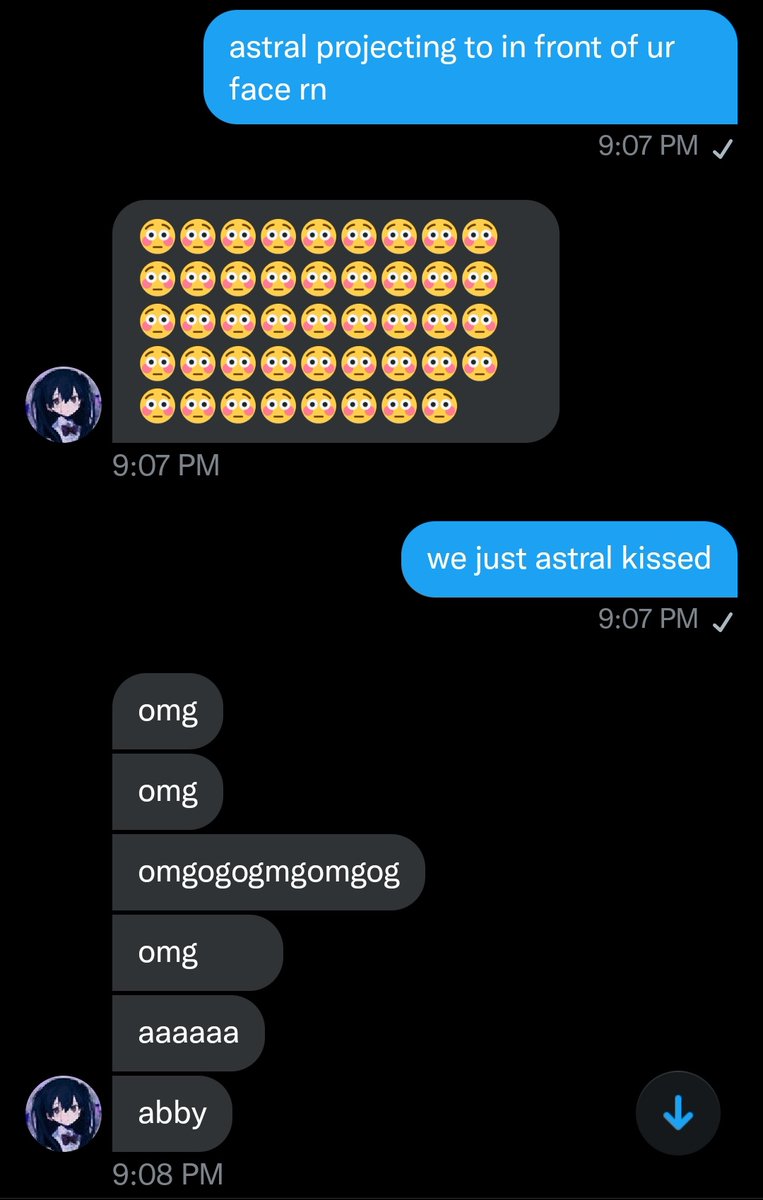 astral projecting to in front of ur
face rn
9:07 PM ✓
😳😳😳😳😳😳😳😳😳
😳😳😳😳😳😳😳😳😳
😳😳😳😳😳😳😳😳😳
😳😳😳😳😳😳😳😳😳
😳😳😳😳😳😳😳😳
9:07 PM
we just astral kissed
9:07 PM ✓
omg
omg
omgogogmgomgog
omg
aaaaaa
abby
9:08 PM